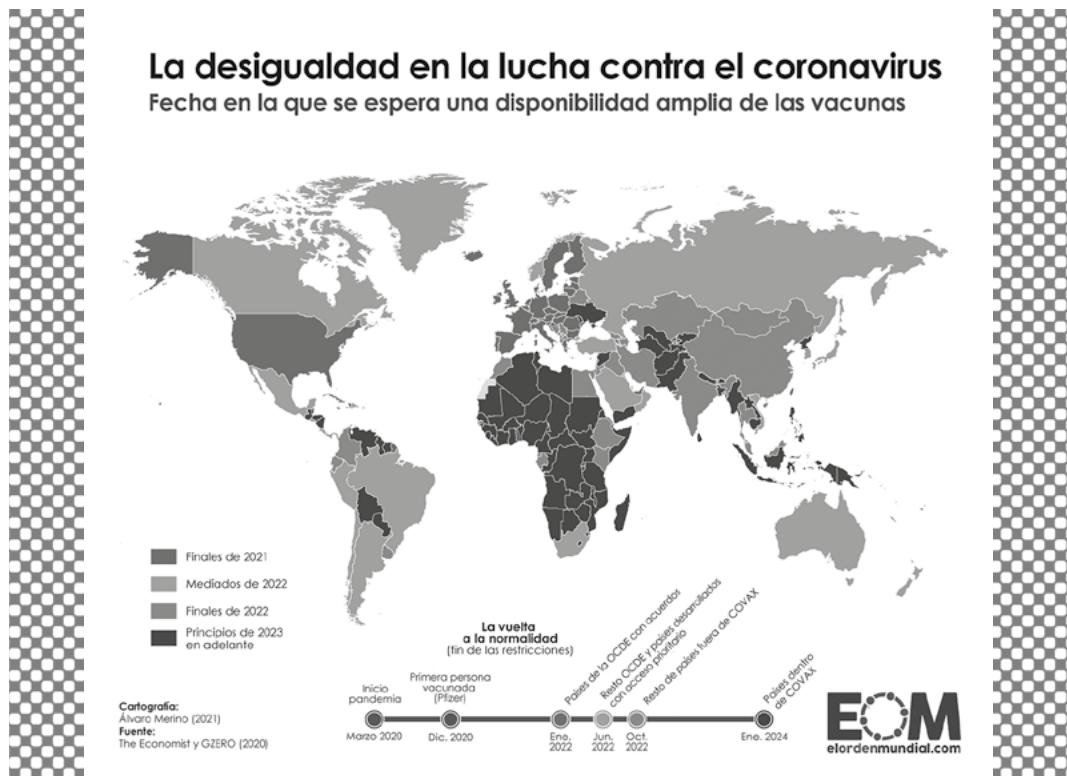 La desigualdad en la lucha contra el coronavirus
Fecha en la que se espera una disponibilidad amplia de las vacunas
Finales de 2021
Mediados de 2022
Finales de 2022
Principios de 2023
en adelante
La vuelta
a la normalidad
(fin de las restricciones)
Inicio
pandemia
Marzo 2020
Primera persona
vacunada
(Pfizer)
Dic. 2020
Países de la OCDE con acuerdos
Ene.
2022
Resto OCDE y países desarrollados
con acceso prioritario
Jun.
2022
Resto de países fuera de COVAX
Oct.
2022
Países dentro
de COVAX
Ene. 2024
Cartografía:
Álvaro Merino (2021)
Fuente:
The Economist y GZERO (2020)
EOM
elordenmundial.com